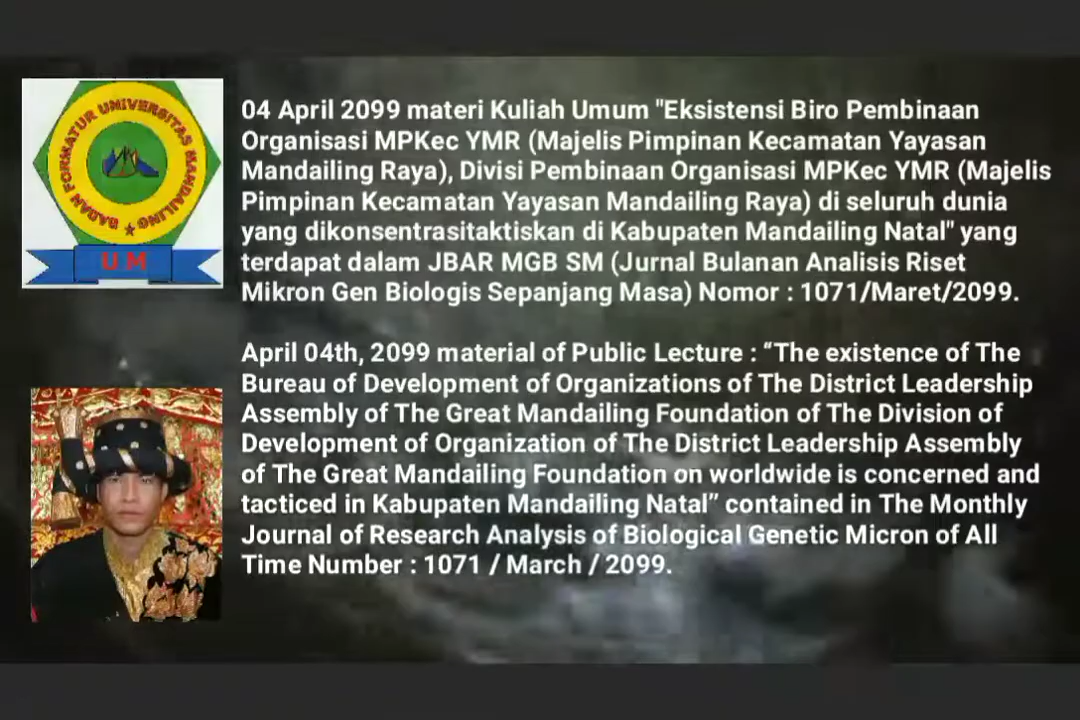 BADAN FORMATUR UNIVERSITAS MANDAILING
UM
04 April 2099 materi Kuliah Umum "Eksistensi Biro Pembinaan
Organisasi MPKec YMR (Majelis Pimpinan Kecamatan Yayasan
Mandailing Raya), Divisi Pembinaan Organisasi MPKec YMR (Majelis
Pimpinan Kecamatan Yayasan Mandailing Raya) di seluruh dunia
yang dikonsentrasitaktiskan di Kabupaten Mandailing Natal" yang
terdapat dalam JBAR MGB SM (Jurnal Bulanan Analisis Riset
Mikron Gen Biologis Sepanjang Masa) Nomor : 1071/Maret/2099.
April 04th, 2099 material of Public Lecture : “The existence of The
Bureau of Development of Organizations of The District Leadership
Assembly of The Great Mandailing Foundation of The Division of
Development of Organization of The District Leadership Assembly
of The Great Mandailing Foundation on worldwide is concerned and
tacticed in Kabupaten Mandailing Natal” contained in The Monthly
Journal of Research Analysis of Biological Genetic Micron of All
Time Number : 1071 / March / 2099.